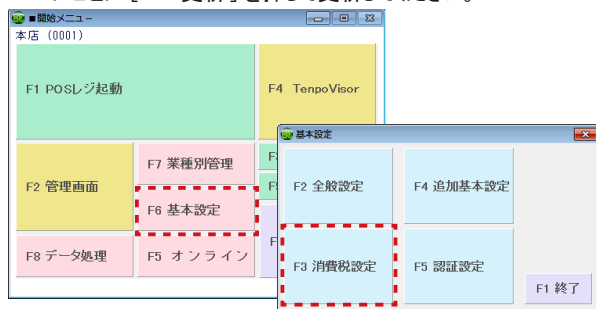 ■開始メニュー
本店 (0001)
F1 POSレジ起動
F4 TenpoVisor
F2 管理画面
F7 業種別管理
F6 基本設定
F8 データ処理
F5 オンライン
基本設定
F2 全般設定
F4 追加基本設定
F3 消費税設定
F5 認証設定
F1 終了